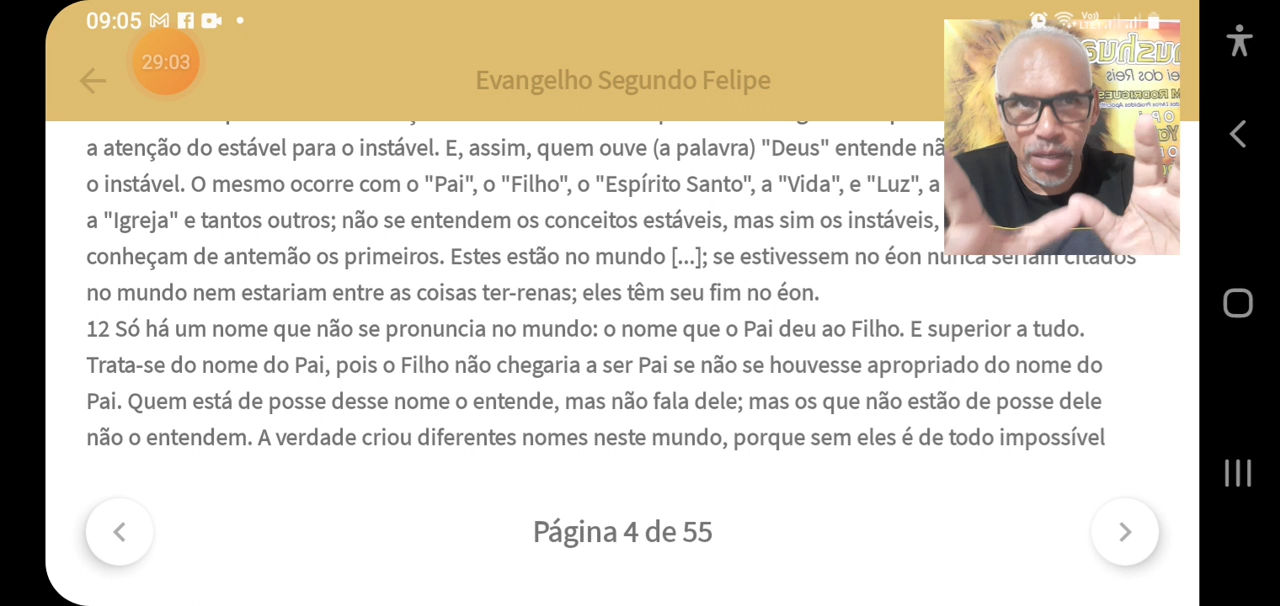 09:05
29:03
Evangelho Segundo Felipe
a atenção do estável para o instável. E, assim, quem ouve (a palavra) "Deus" entende
o instável. O mesmo ocorre com o "Pai", o "Filho", o "Espírito Santo", a "Vida", e "Luz", a
a "Igreja" e tantos outros; não se entendem os conceitos estáveis, mas sim os instáveis,
conheçam de antemão os primeiros. Estes estão no mundo [...]; se estivessem no éon nunca seriam citados
no mundo nem estariam entre as coisas ter-renas; eles têm seu fim no éon.
12 Só há um nome que não se pronuncia no mundo: o nome que o Pai deu ao Filho. E superior a tudo.
Trata-se do nome do Pai, pois o Filho não chegaria a ser Pai se não se houvesse apropriado do nome do
Pai. Quem está de posse desse nome o entende, mas não fala dele; mas os que não estão de posse dele
não o entendem. A verdade criou diferentes nomes neste mundo, porque sem eles é de todo impossível
Página 4 de 55